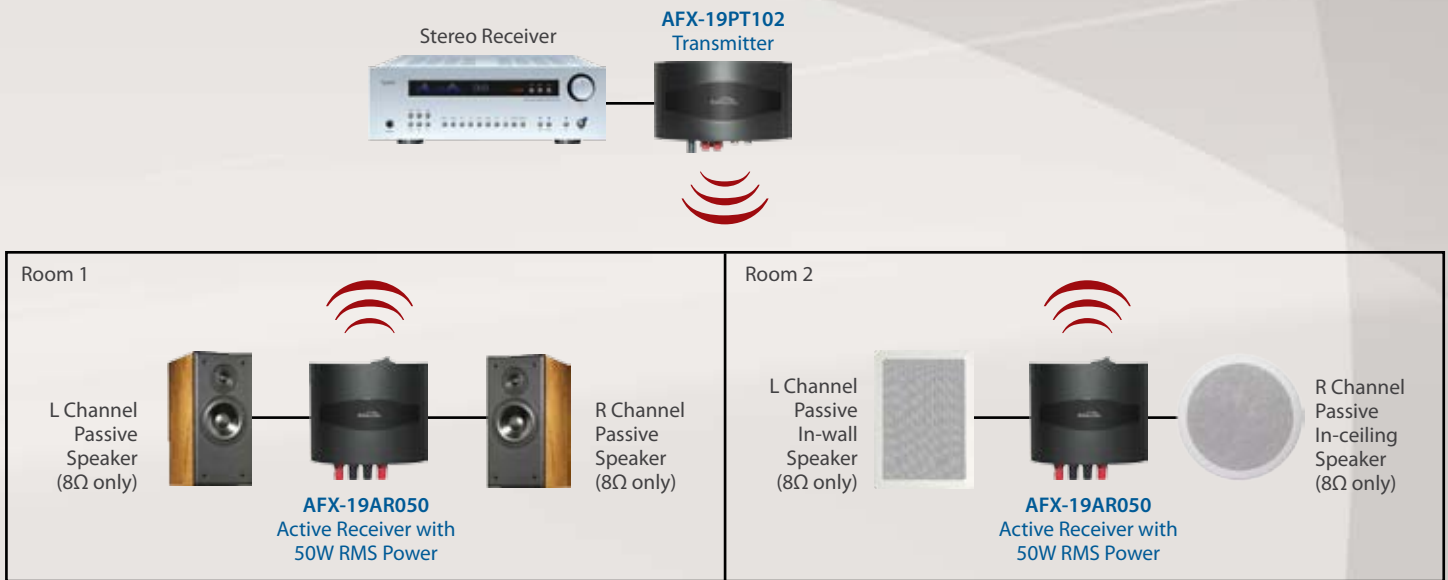 Stereo Receiver
AFX-19PT102
Transmitter
Room 1
L Channel
Passive
Speaker
(8Ω only)
AFX-19AR050
Active Receiver with
50W RMS Power
R Channel
Passive
Speaker
(8Ω only)
Room 2
L Channel
Passive
In-wall
Speaker
(8Ω only)
AFX-19AR050
Active Receiver with
50W RMS Power
R Channel
Passive
In-ceiling
Speaker
(8Ω only)